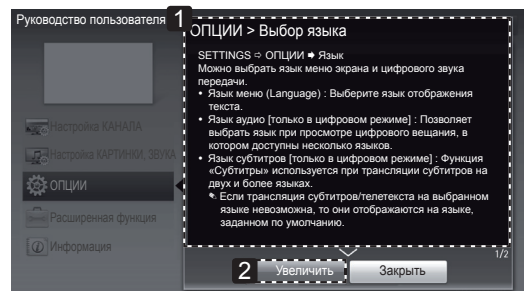 Руководство пользователя
1
ОПЦИИ > Выбор языка
SETTINGS ⇨ ОПЦИИ ➡ Язык
Можно выбрать язык меню экрана и цифрового звука
передачи.
• Язык меню (Language) : Выберите язык отображения
текста.
• Язык аудио [только в цифровом режиме] : Позволяет
выбрать язык при просмотре цифрового вещания, в
котором доступны несколько языков.
• Язык субтитров [только в цифровом режиме] : Функция
«Субтитры» используется при трансляции субтитров на
двух и более языках.
Если трансляция субтитров/телетекста на выбранном
языке невозможна, то они отображаются на языке,
заданном по умолчанию.
Настройка КАНАЛА
Настройка КАРТИНКИ, ЗВУКА
ОПЦИИ
Расширенная функция
Информация
1/2
2
Увеличить
Закрыть